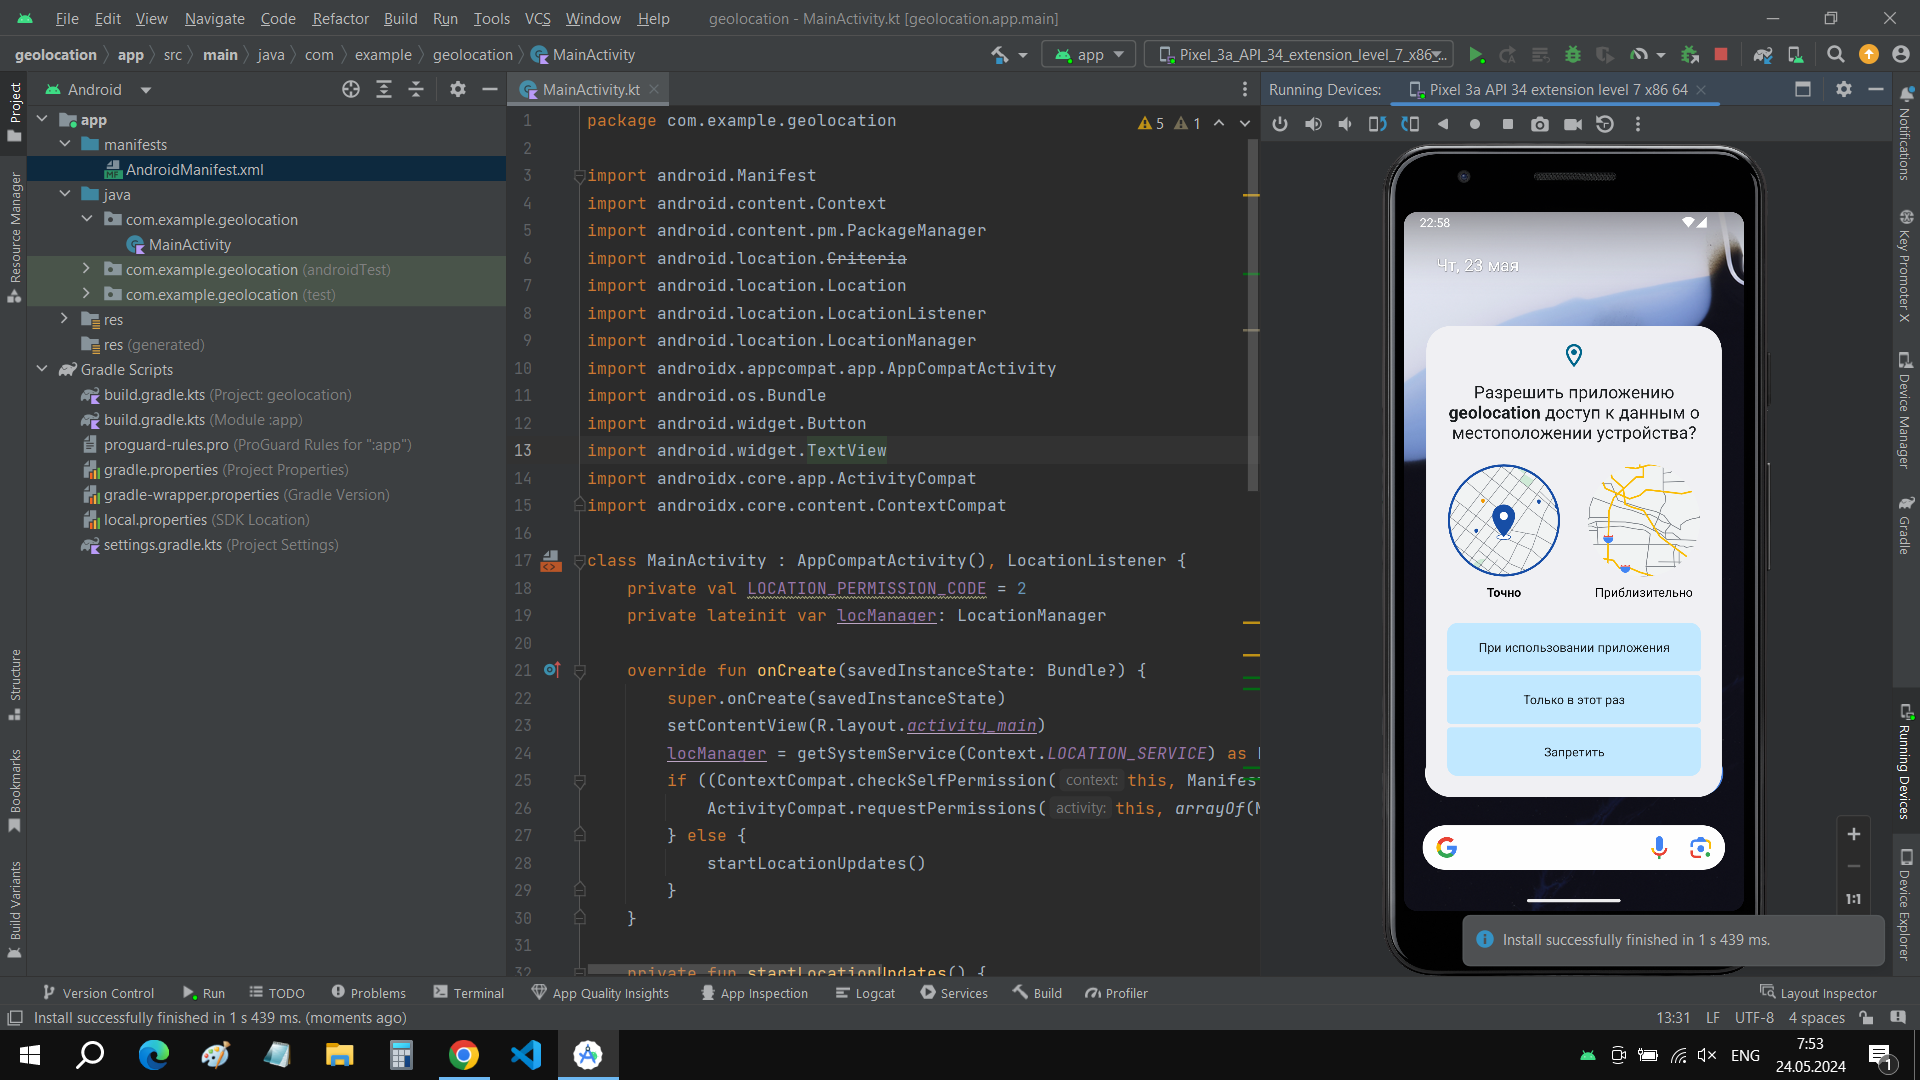 File Edit View Navigate Code Refactor Build Run Tools VCS Window Help geolocation - MainActivity.kt [geolocation.app.main]
geolocation app src main java com example geolocation MainActivity
app
Pixel_3a_API_34_extension_level_7_x86_...
Android
MainActivity.kt
Running Devices: Pixel 3a API 34 extension level 7 x86 64
Project
Resource Manager
Structure
Bookmarks
Build Variants
app
manifests
AndroidManifest.xml
java
com.example.geolocation
MainActivity
com.example.geolocation (androidTest)
com.example.geolocation (test)
res
res (generated)
Gradle Scripts
build.gradle.kts (Project: geolocation)
build.gradle.kts (Module :app)
proguard-rules.pro (ProGuard Rules for ":app")
gradle.properties (Project Properties)
gradle-wrapper.properties (Gradle Version)
local.properties (SDK Location)
settings.gradle.kts (Project Settings)
5 1
1 package com.example.geolocation
2
3 import android.Manifest
4 import android.content.Context
5 import android.content.pm.PackageManager
6 import android.location.Criteria
7 import android.location.Location
8 import android.location.LocationListener
9 import android.location.LocationManager
10 import androidx.appcompat.app.AppCompatActivity
11 import android.os.Bundle
12 import android.widget.Button
13 import android.widget.TextView
14 import androidx.core.app.ActivityCompat
15 import androidx.core.content.ContextCompat
16
17 class MainActivity : AppCompatActivity(), LocationListener {
18 private val LOCATION_PERMISSION_CODE = 2
19 private lateinit var locManager: LocationManager
20
21 override fun onCreate(savedInstanceState: Bundle?) {
22 super.onCreate(savedInstanceState)
23 setContentView(R.layout.activity_main)
24 locManager = getSystemService(Context.LOCATION_SERVICE) as
25 if ((ContextCompat.checkSelfPermission( context: this, Manifes
26 ActivityCompat.requestPermissions( activity: this, arrayOf(
27 } else {
28 startLocationUpdates()
29 }
30 }
31
32 private fun startLocationUpdates() {
22:58
Чт, 23 мая
Разрешить приложению
geolocation доступ к данным о
местоположении устройства?
Точно Приблизительно
При использовании приложения
Только в этот раз
Запретить
1:1
Install successfully finished in 1 s 439 ms.
Notifications
Key Promoter X
Device Manager
Gradle
Running Devices
Device Explorer
Version Control Run TODO Problems Terminal App Quality Insights App Inspection Logcat Services Build Profiler Layout Inspector
Install successfully finished in 1 s 439 ms. (moments ago) 13:31 LF UTF-8 4 spaces
ENG
7:53
24.05.2024
1